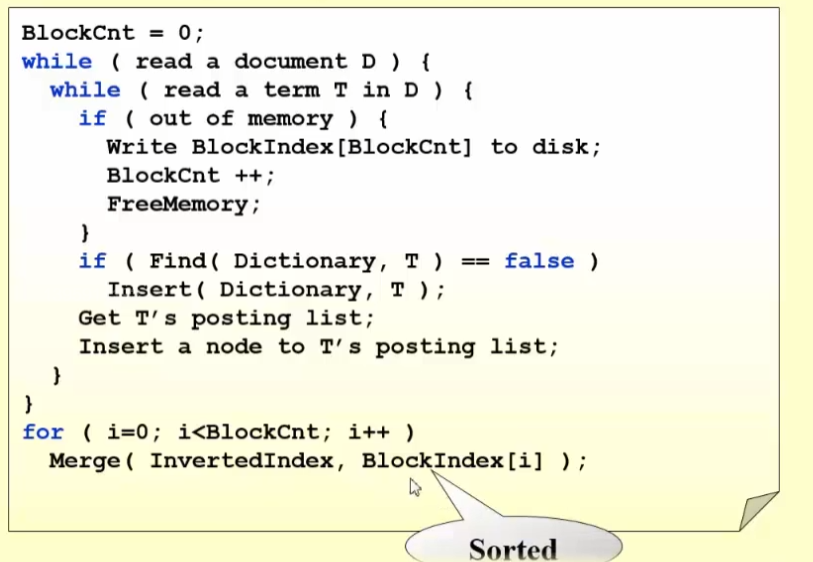 BlockCnt = 0;
while ( read a document D ) {
while ( read a term T in D ) {
if ( out of memory ) {
Write BlockIndex[BlockCnt] to disk;
BlockCnt ++;
FreeMemory;
}
if ( Find( Dictionary, T ) == false )
Insert( Dictionary, T );
Get T's posting list;
Insert a node to T's posting list;
}
}
for ( i=0; i<BlockCnt; i++ )
Merge( InvertedIndex, BlockIndex[i] );
Sorted